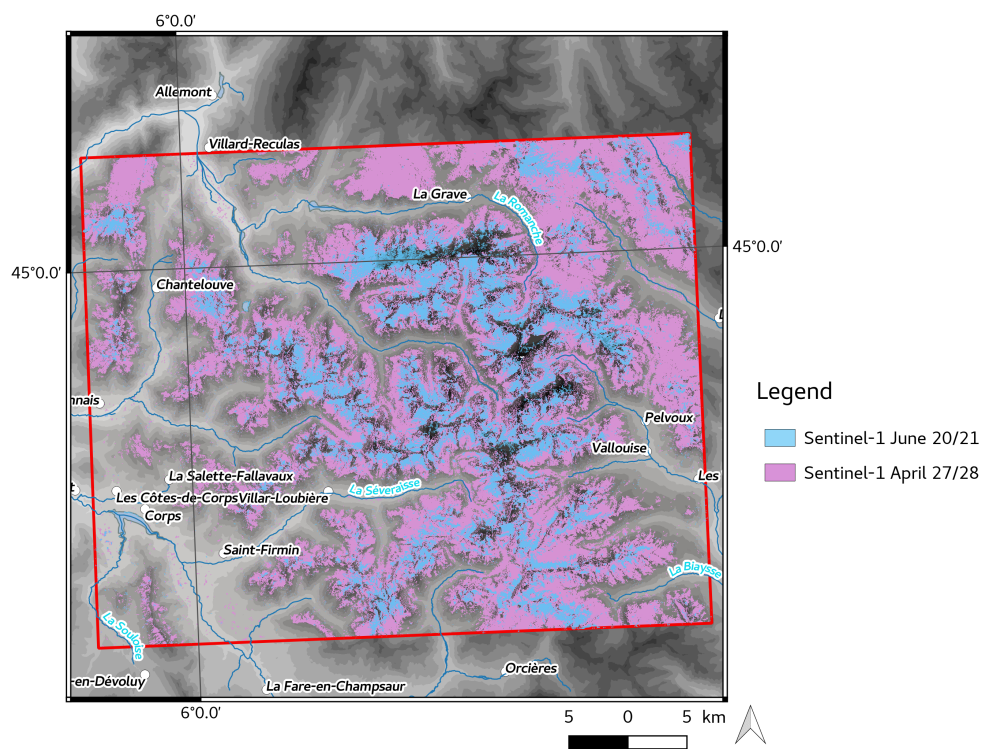 6°0.0'
Allemont
Villard-Reculas
La Grave
La Romanche
45°0.0'
45°0.0'
Chantelouve
nnais
Pelvoux
Vallouise
La Salette-Fallavaux
Les
La Séveraisse
Les Côtes-de-Corps
Villar-Loubière
Corps
Saint-Firmin
La Blaysse
La Souloise
Orcières
-en-Dévoluy
La Fare-en-Champsaur
6°0.0'
Legend
Sentinel-1 June 20/21
Sentinel-1 April 27/28
5 0 5 km